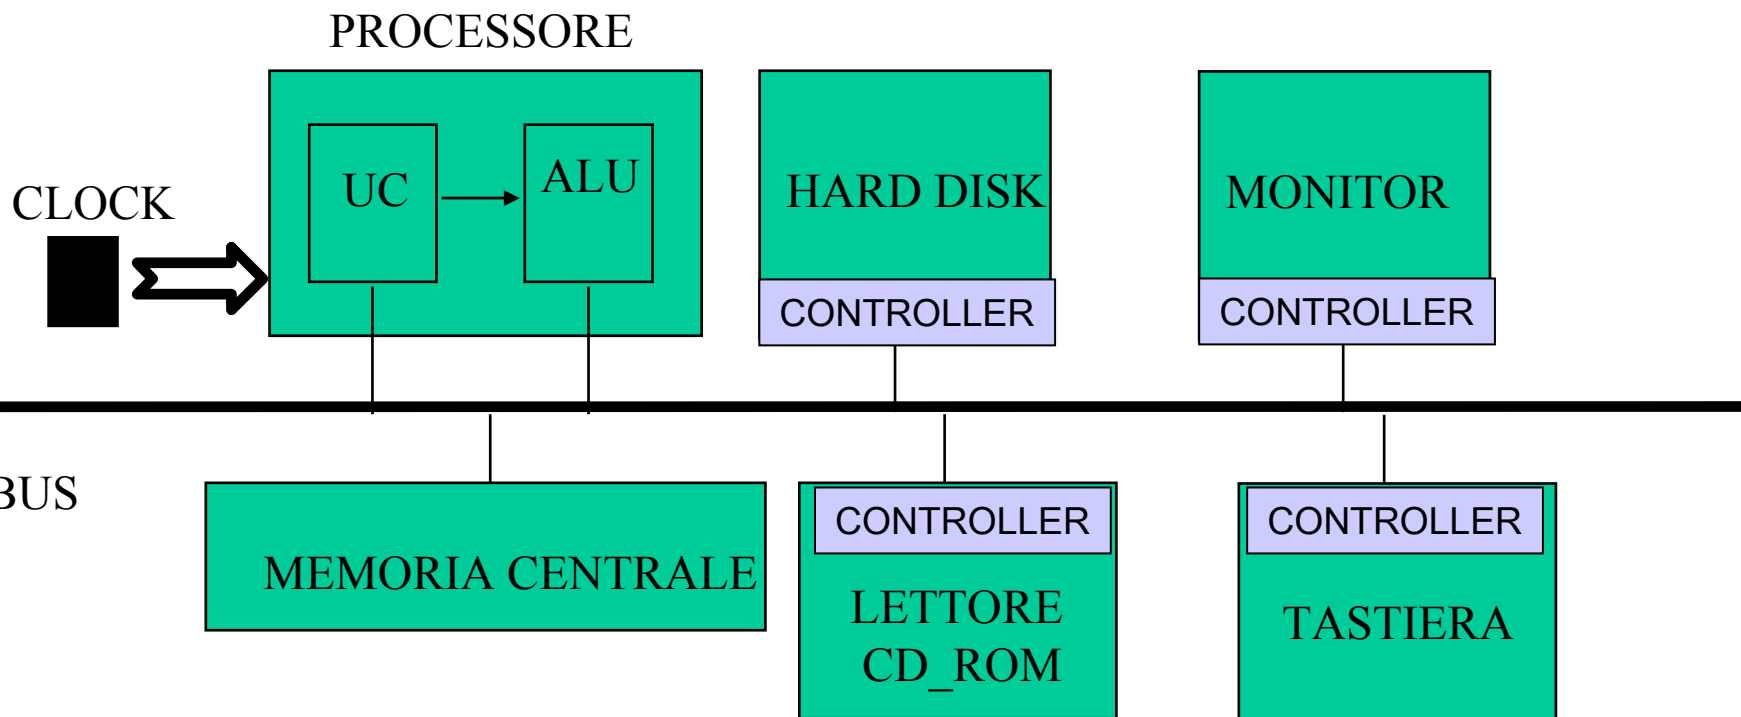 PROCESSORE
CLOCK
UC
ALU
HARD DISK
MONITOR
CONTROLLER
CONTROLLER
BUS
MEMORIA CENTRALE
CONTROLLER
LETTORE
CD_ROM
CONTROLLER
TASTIERA